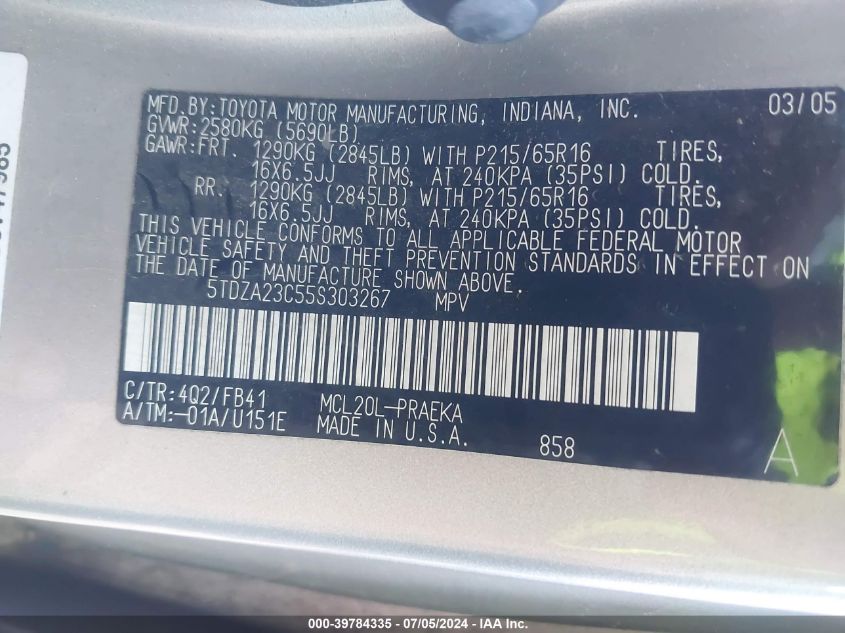 MFD.BY:TOYOTA MOTOR MANUFACTURING, INDIANA, INC. 03/05
GVWR:2580KG (5690LB)
GAWR:FRT. 1290KG (2845LB) WITH P215/65R16 TIRES,
16X6.5JJ RIMS, AT 240KPA (35PSI) COLD.
RR. 1290KG (2845LB) WITH P215/65R16 TIRES,
16X6.5JJ RIMS, AT 240KPA (35PSI) COLD.
THIS VEHICLE CONFORMS TO ALL APPLICABLE FEDERAL MOTOR
VEHICLE SAFETY AND THEFT PREVENTION STANDARDS IN EFFECT ON
THE DATE OF MANUFACTURE SHOWN ABOVE.
5TDZA23C55S303267 MPV
C/TR:4Q2/FB41 MCL20L-PRAEKA
A/TM:-01A/U151E MADE IN U.S.A. 858 A
000-39784335 / 07/05/2024 - IAA Inc.